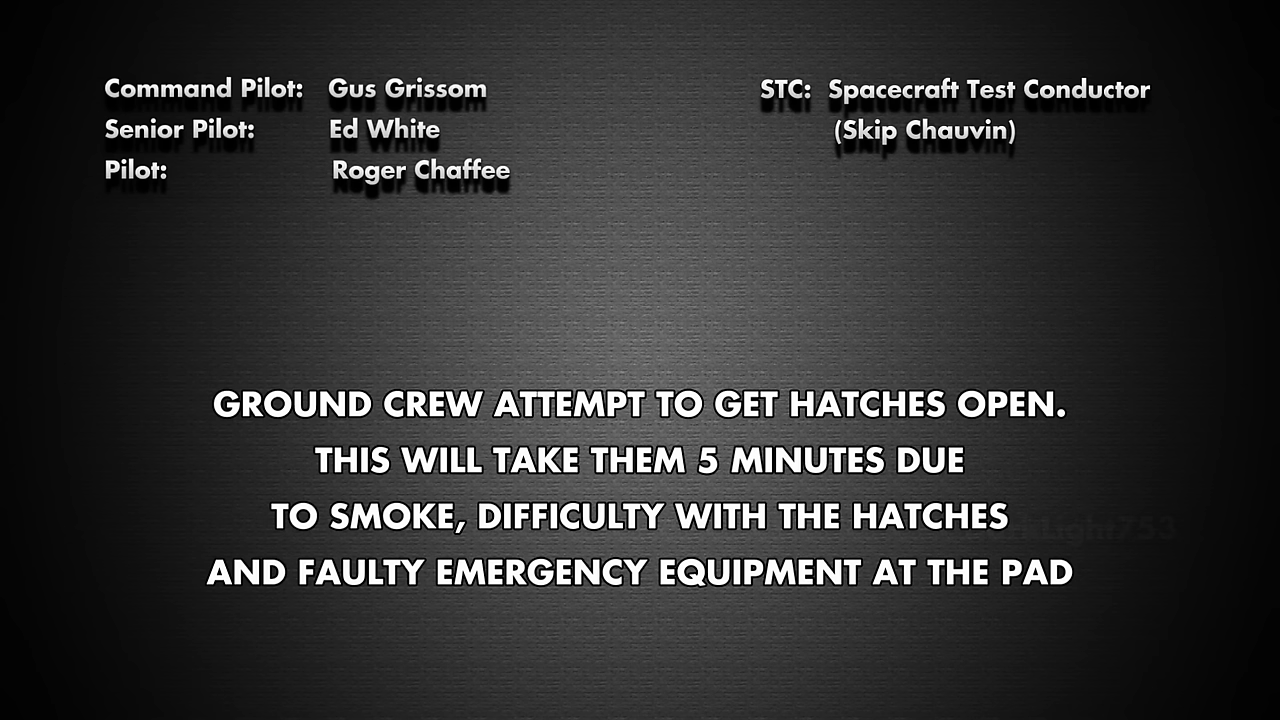 Command Pilot: Gus Grissom
Senior Pilot: Ed White
Pilot: Roger Chaffee
STC: Spacecraft Test Conductor
(Skip Chauvin)
GROUND CREW ATTEMPT TO GET HATCHES OPEN.
THIS WILL TAKE THEM 5 MINUTES DUE
TO SMOKE, DIFFICULTY WITH THE HATCHES
AND FAULTY EMERGENCY EQUIPMENT AT THE PAD